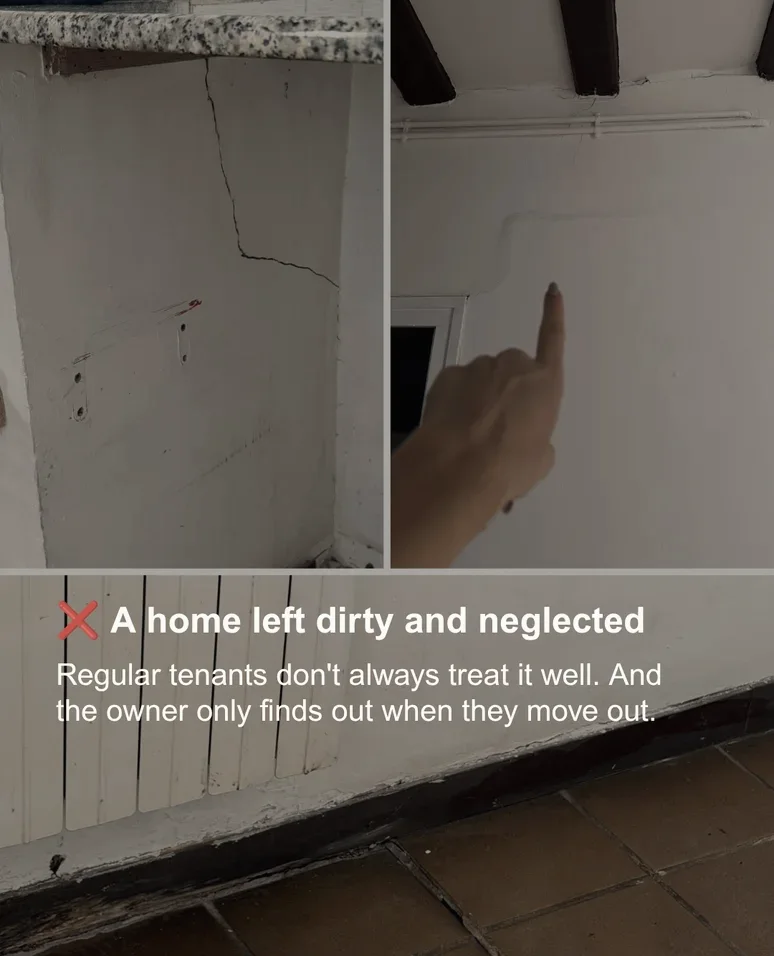 ❌ A home left dirty and neglected
Regular tenants don't always treat it well. And
the owner only finds out when they move out.